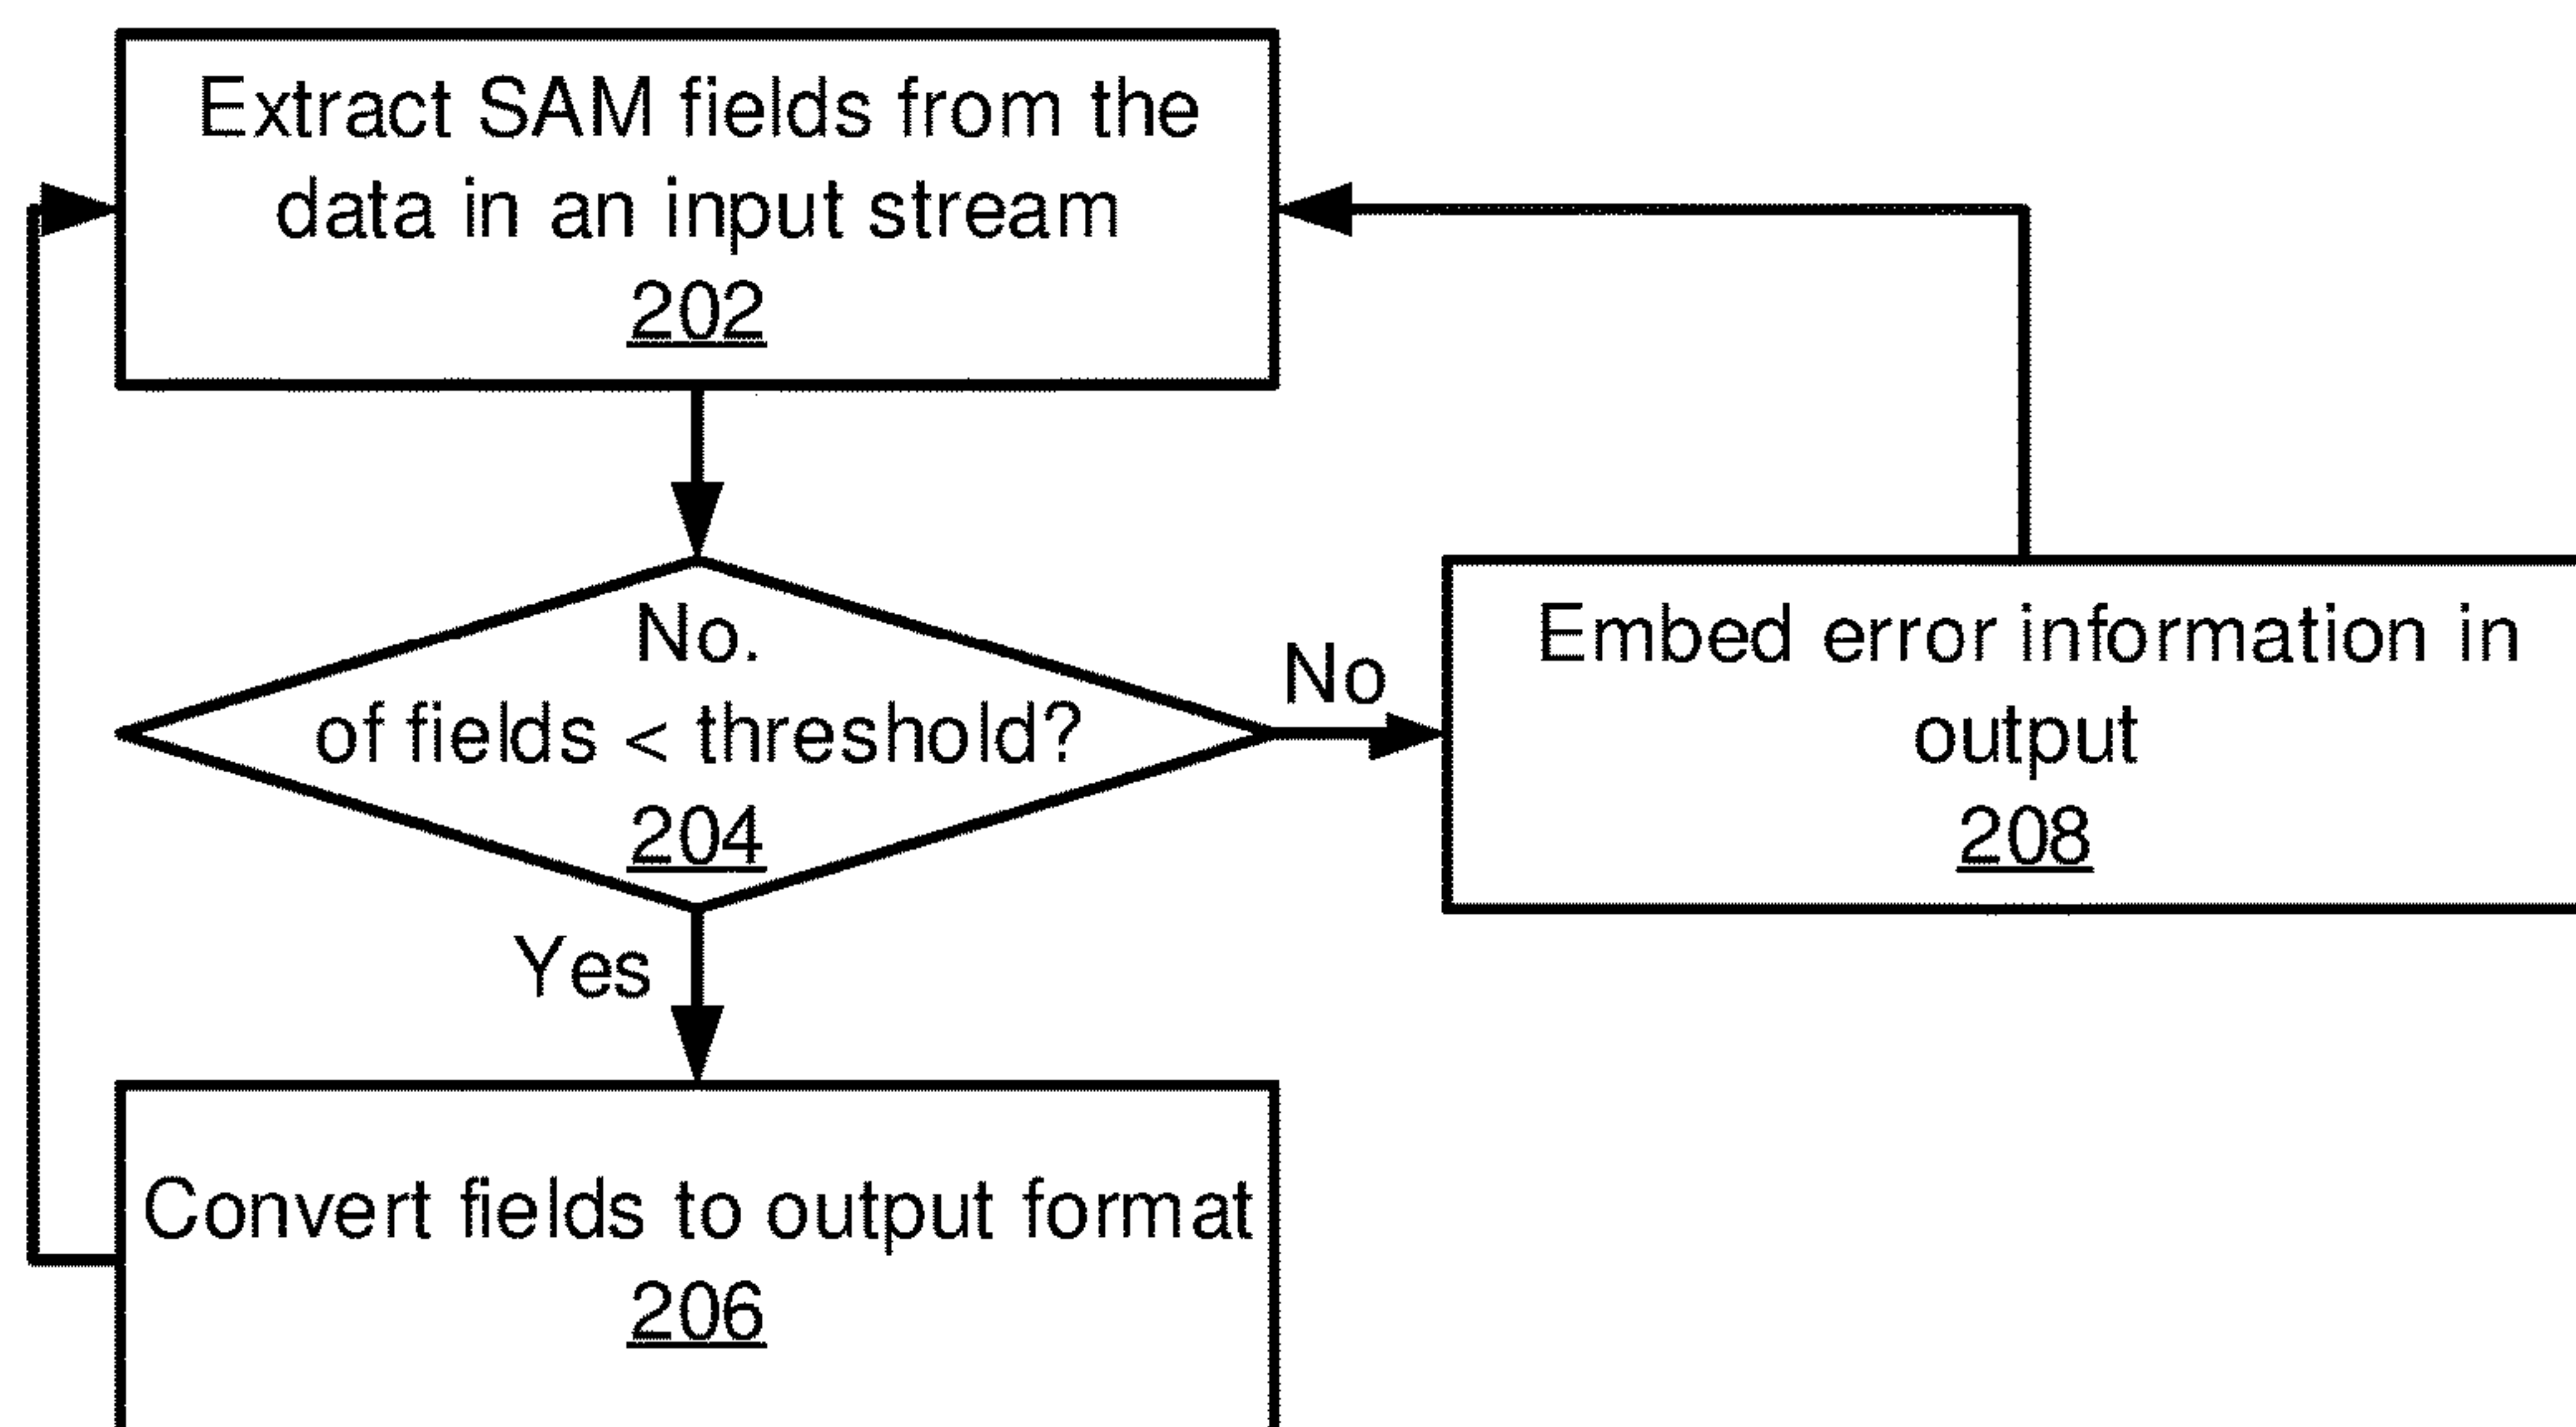 Extract SAM fields from the
data in an input stream
202
No.
of fields < threshold?
204
No
Embed error information in
output
208
Yes
Convert fields to output format
206